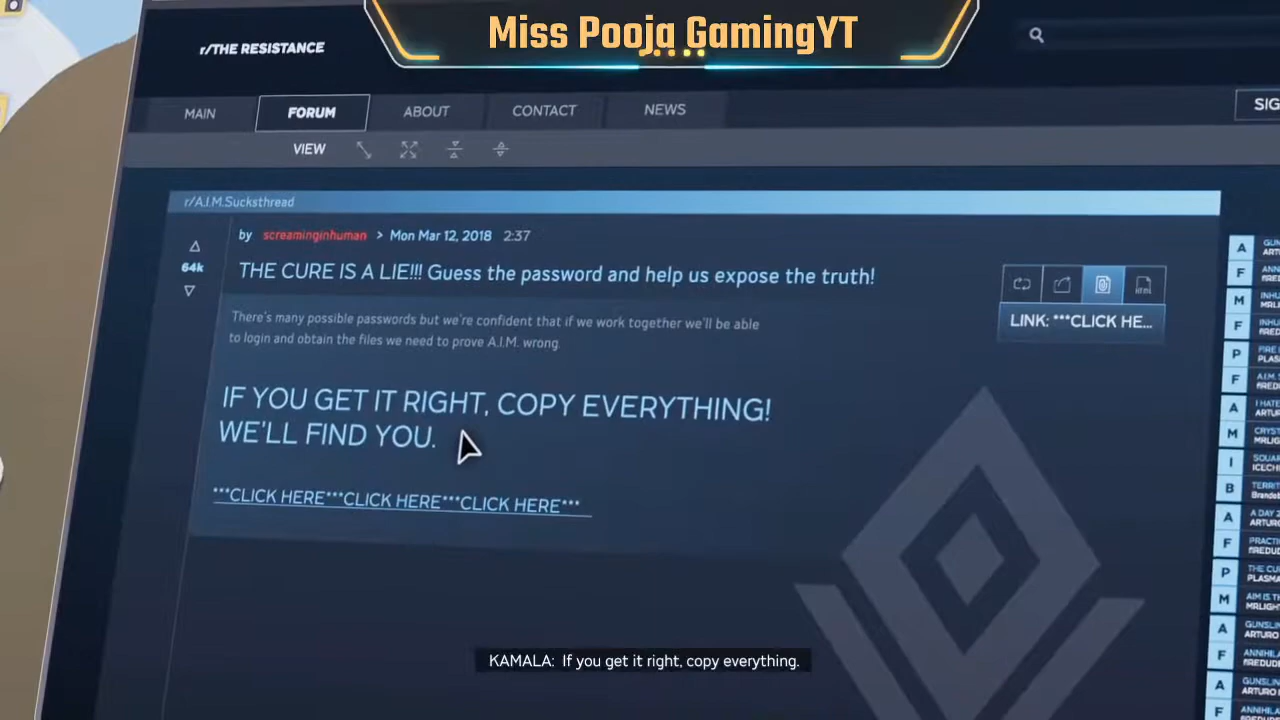 Miss Pooja GamingYT
r/THE RESISTANCE
MAIN
FORUM
ABOUT
CONTACT
NEWS
SIG
VIEW
r/A.I.M.Sucksthread
by screaminginhuman > Mon Mar 12, 2018 2:37
64k
THE CURE IS A LIE!!! Guess the password and help us expose the truth!
There's many possible passwords but we're confident that if we work together we'll be able
to login and obtain the files we need to prove A.I.M. wrong.
LINK: ***CLICK HE...
IF YOU GET IT RIGHT, COPY EVERYTHING!
WE'LL FIND YOU.
***CLICK HERE***CLICK HERE***CLICK HERE***
A
F
M
F
P
F
A
M
I
B
A
F
P
M
A
F
A
F
KAMALA: If you get it right, copy everything.